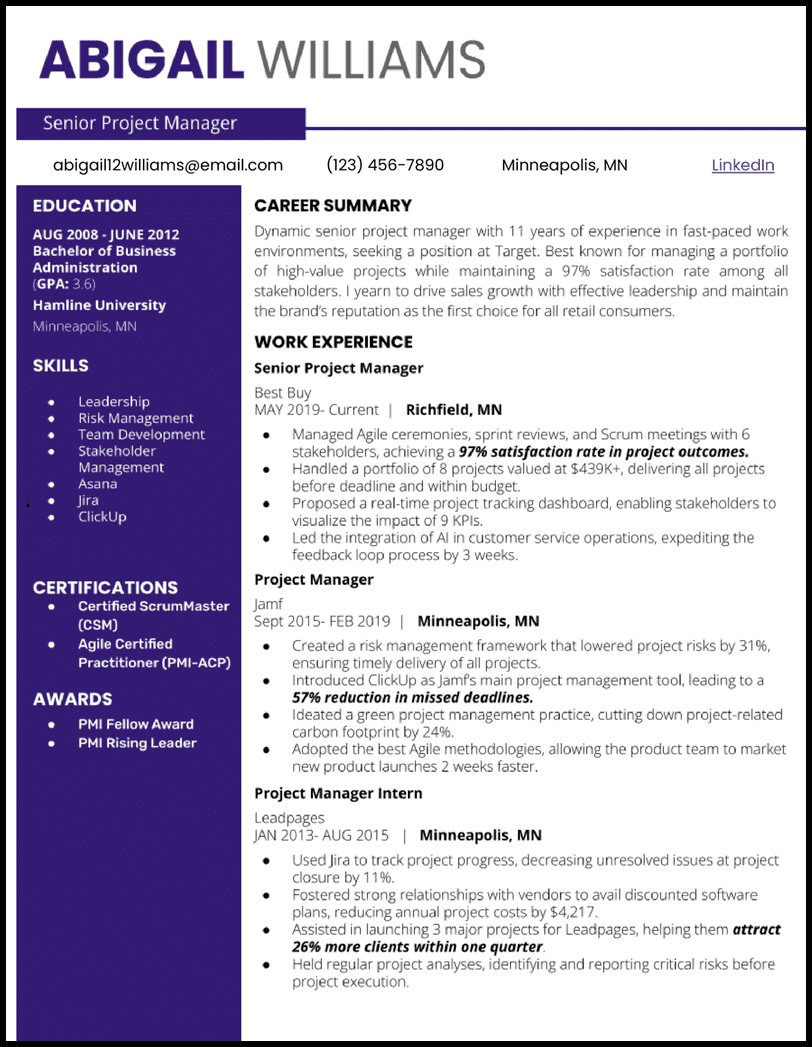 ABIGAIL WILLIAMS
Senior Project Manager
abigail12williams@email.com (123) 456-7890 Minneapolis, MN LinkedIn
EDUCATION
AUG 2008 - JUNE 2012
Bachelor of Business
Administration
(GPA: 3.6)
Hamline University
Minneapolis, MN
SKILLS
● Leadership
● Risk Management
● Team Development
● Stakeholder
Management
● Asana
● Jira
● ClickUp
CERTIFICATIONS
● Certified ScrumMaster
(CSM)
● Agile Certified
Practitioner (PMI-ACP)
AWARDS
● PMI Fellow Award
● PMI Rising Leader
CAREER SUMMARY
Dynamic senior project manager with 11 years of experience in fast-paced work
environments, seeking a position at Target. Best known for managing a portfolio
of high-value projects while maintaining a 97% satisfaction rate among all
stakeholders. I yearn to drive sales growth with effective leadership and maintain
the brand's reputation as the first choice for all retail consumers.
WORK EXPERIENCE
Senior Project Manager
Best Buy
MAY 2019- Current | Richfield, MN
● Managed Agile ceremonies, sprint reviews, and Scrum meetings with 6
stakeholders, achieving a 97% satisfaction rate in project outcomes.
● Handled a portfolio of 8 projects valued at $439K+, delivering all projects
before deadline and within budget.
● Proposed a real-time project tracking dashboard, enabling stakeholders to
visualize the impact of 9 KPIs.
● Led the integration of AI in customer service operations, expediting the
feedback loop process by 3 weeks.
Project Manager
Jamf
Sept 2015- FEB 2019 | Minneapolis, MN
● Created a risk management framework that lowered project risks by 31%,
ensuring timely delivery of all projects.
● Introduced ClickUp as Jamf's main project management tool, leading to a
57% reduction in missed deadlines.
● Ideated a green project management practice, cutting down project-related
carbon footprint by 24%.
● Adopted the best Agile methodologies, allowing the product team to market
new product launches 2 weeks faster.
Project Manager Intern
Leadpages
JAN 2013- AUG 2015 | Minneapolis, MN
● Used Jira to track project progress, decreasing unresolved issues at project
closure by 11%.
● Fostered strong relationships with vendors to avail discounted software
plans, reducing annual project costs by $4,217.
● Assisted in launching 3 major projects for Leadpages, helping them attract
26% more clients within one quarter.
● Held regular project analyses, identifying and reporting critical risks before
project execution.